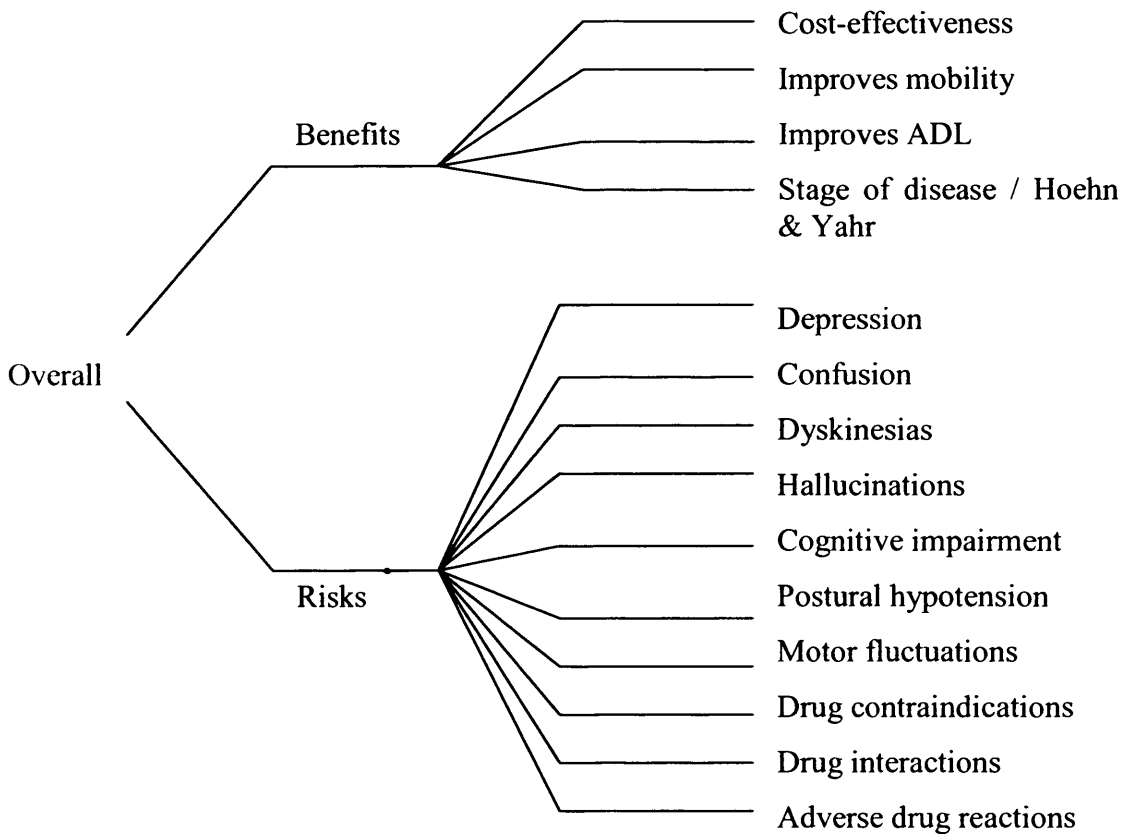 Cost-effectiveness
Improves mobility
Benefits
Improves ADL
Stage of disease / Hoehn
& Yahr
Depression
Overall
Confusion
Dyskinesias
Hallucinations
Cognitive impairment
Risks
Postural hypotension
Motor fluctuations
Drug contraindications
Drug interactions
Adverse drug reactions